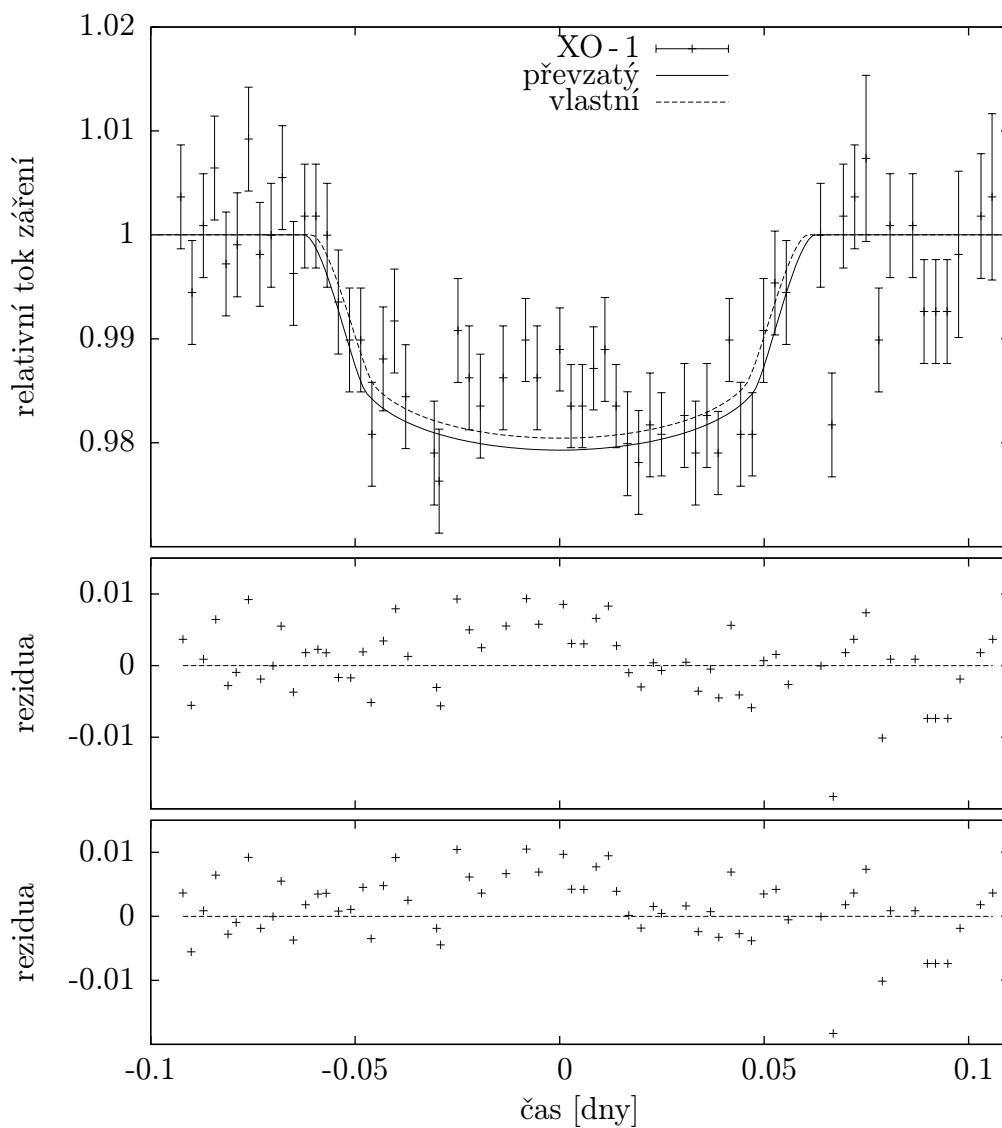 1.02
XO - 1
převzatý
vlastní
1.01
1
0.99
0.98
relativní tok záření
0.01
0
-0.01
rezidua
0.01
0
-0.01
rezidua
-0.1
-0.05
0
0.05
0.1
čas [dny]